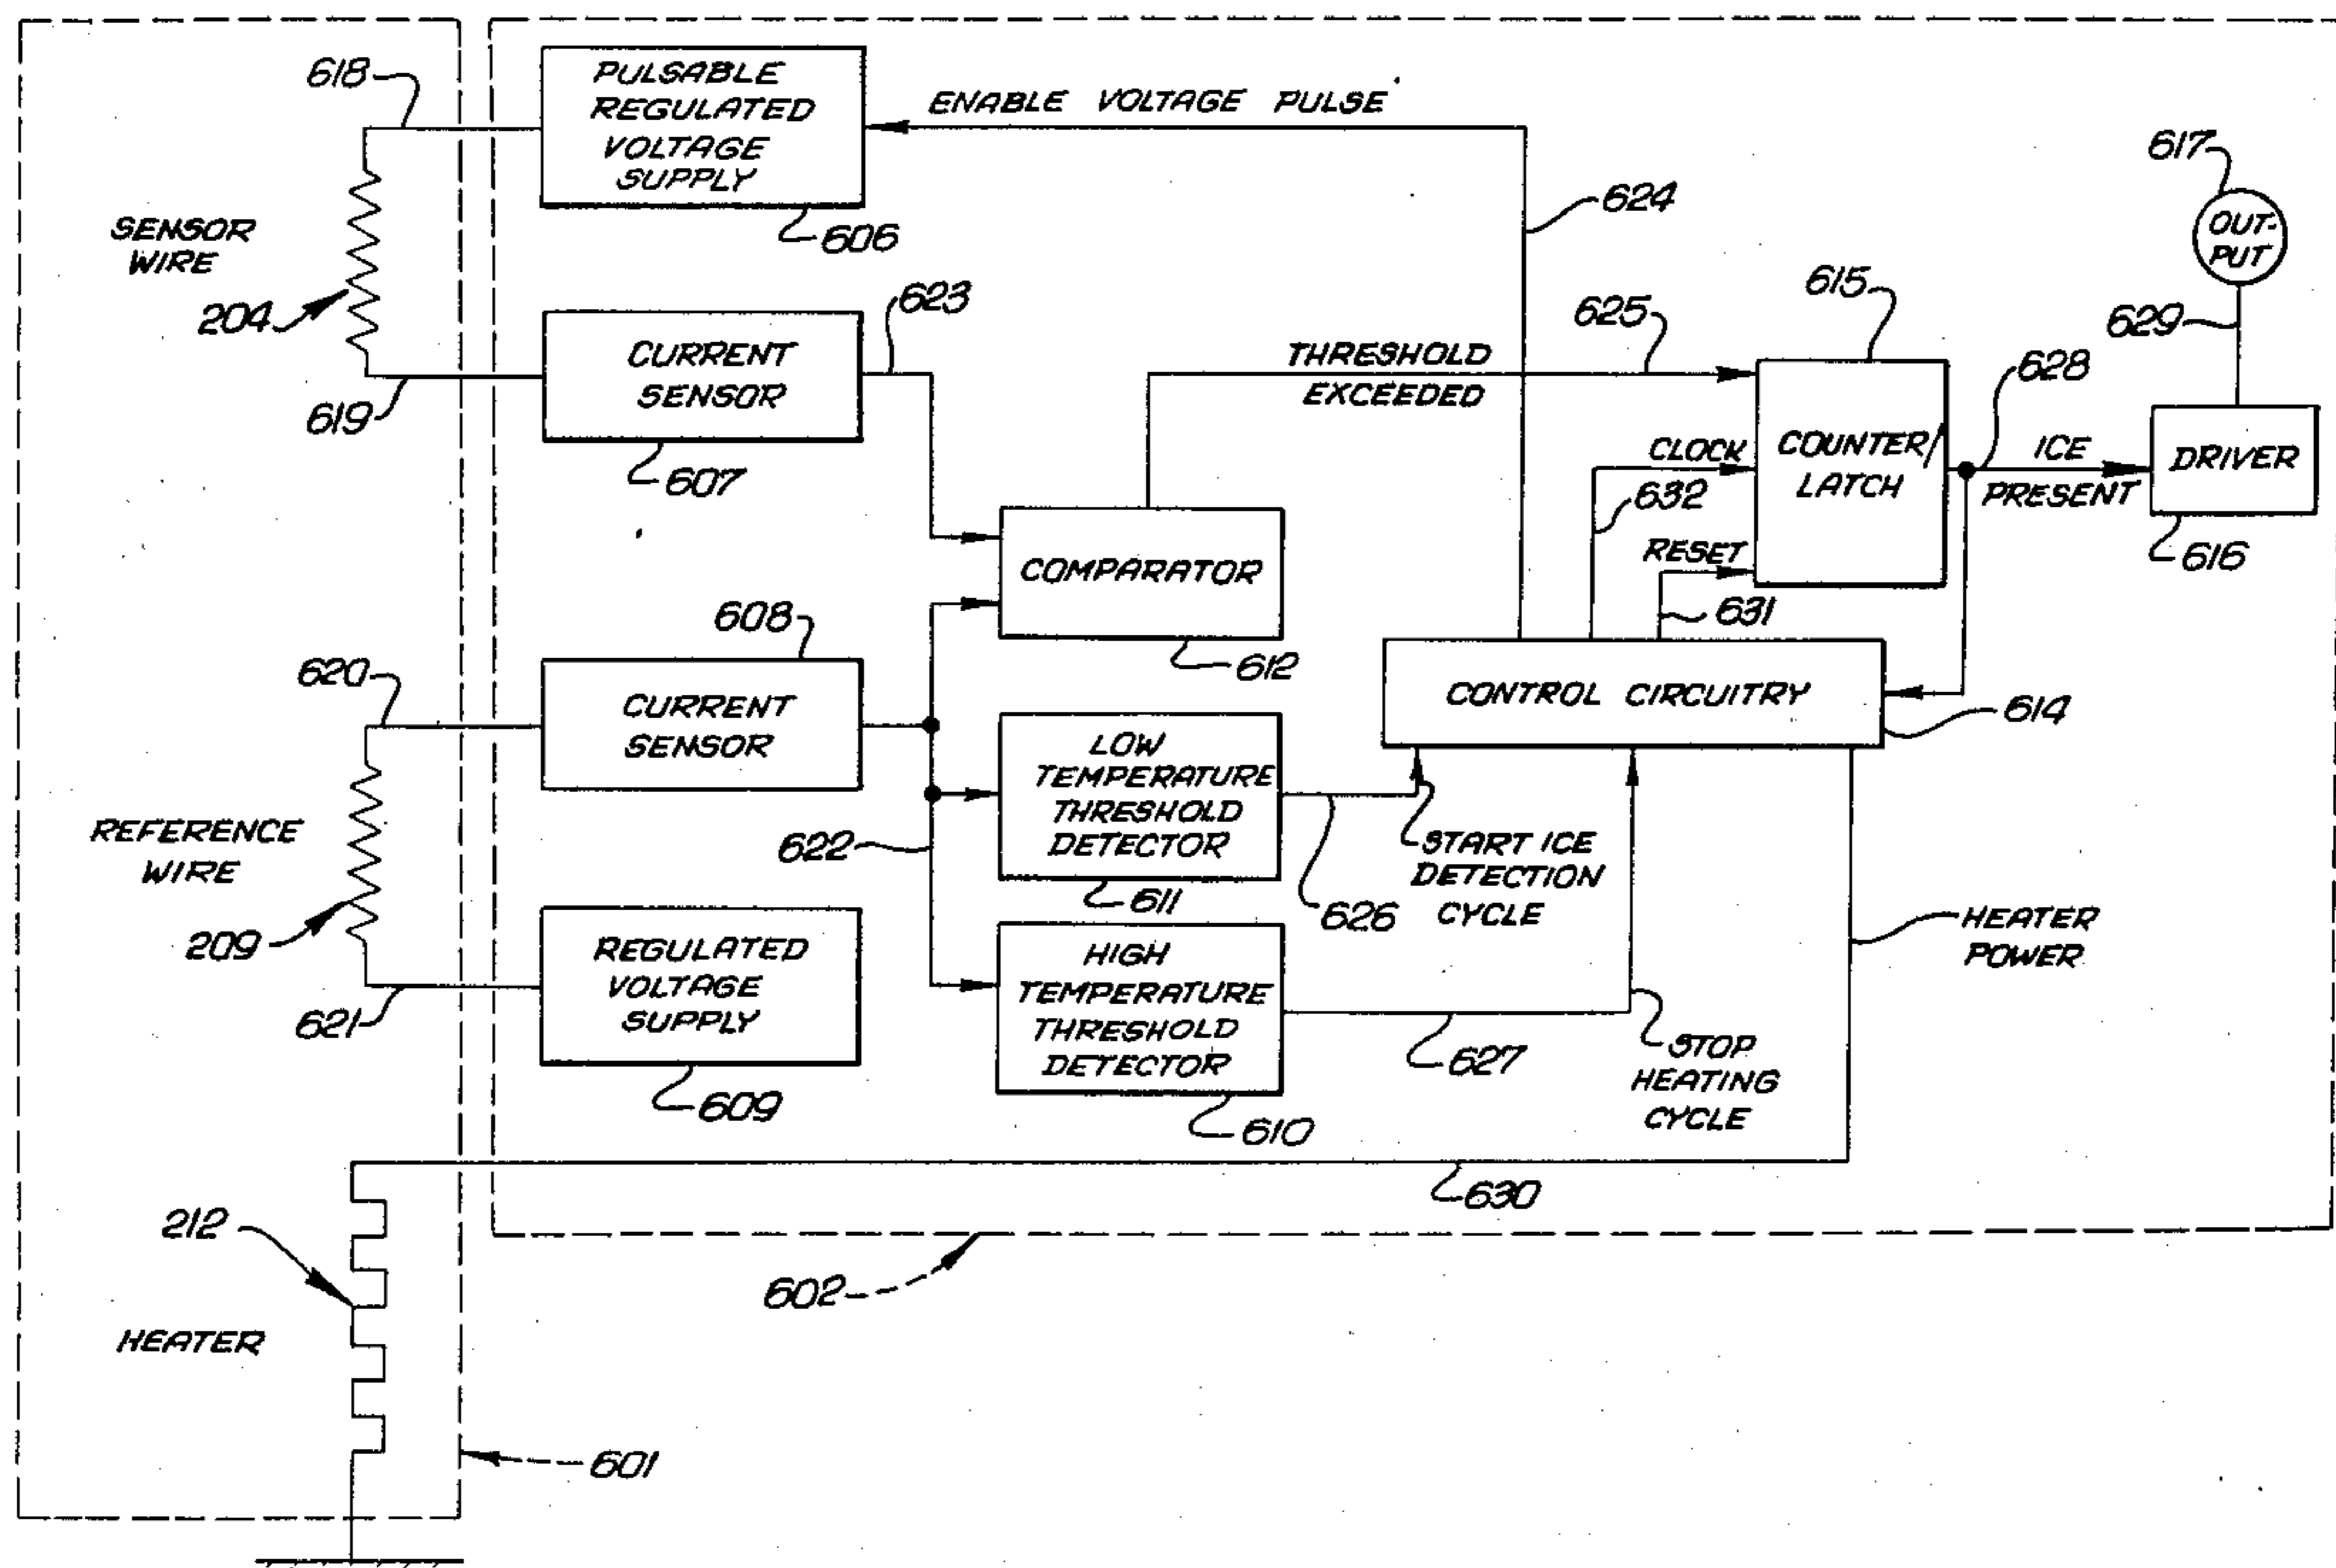 618
PULSABLE
REGULATED
VOLTAGE
SUPPLY
606
ENABLE VOLTAGE PULSE
624
617
OUT-
PUT
629
SENSOR
WIRE
204
619
CURRENT
SENSOR
607
623
THRESHOLD
EXCEEDED
625
615
COUNTER/
LATCH
CLOCK
632
RESET
631
628
ICE
PRESENT
DRIVER
616
COMPARATOR
612
608
620
CURRENT
SENSOR
CONTROL CIRCUITRY
614
REFERENCE
WIRE
209
621
622
LOW
TEMPERATURE
THRESHOLD
DETECTOR
611
626
START ICE
DETECTION
CYCLE
REGULATED
VOLTAGE
SUPPLY
609
HIGH
TEMPERATURE
THRESHOLD
DETECTOR
610
627
STOP
HEATING
CYCLE
HEATER
POWER
630
212
HEATER
602
601